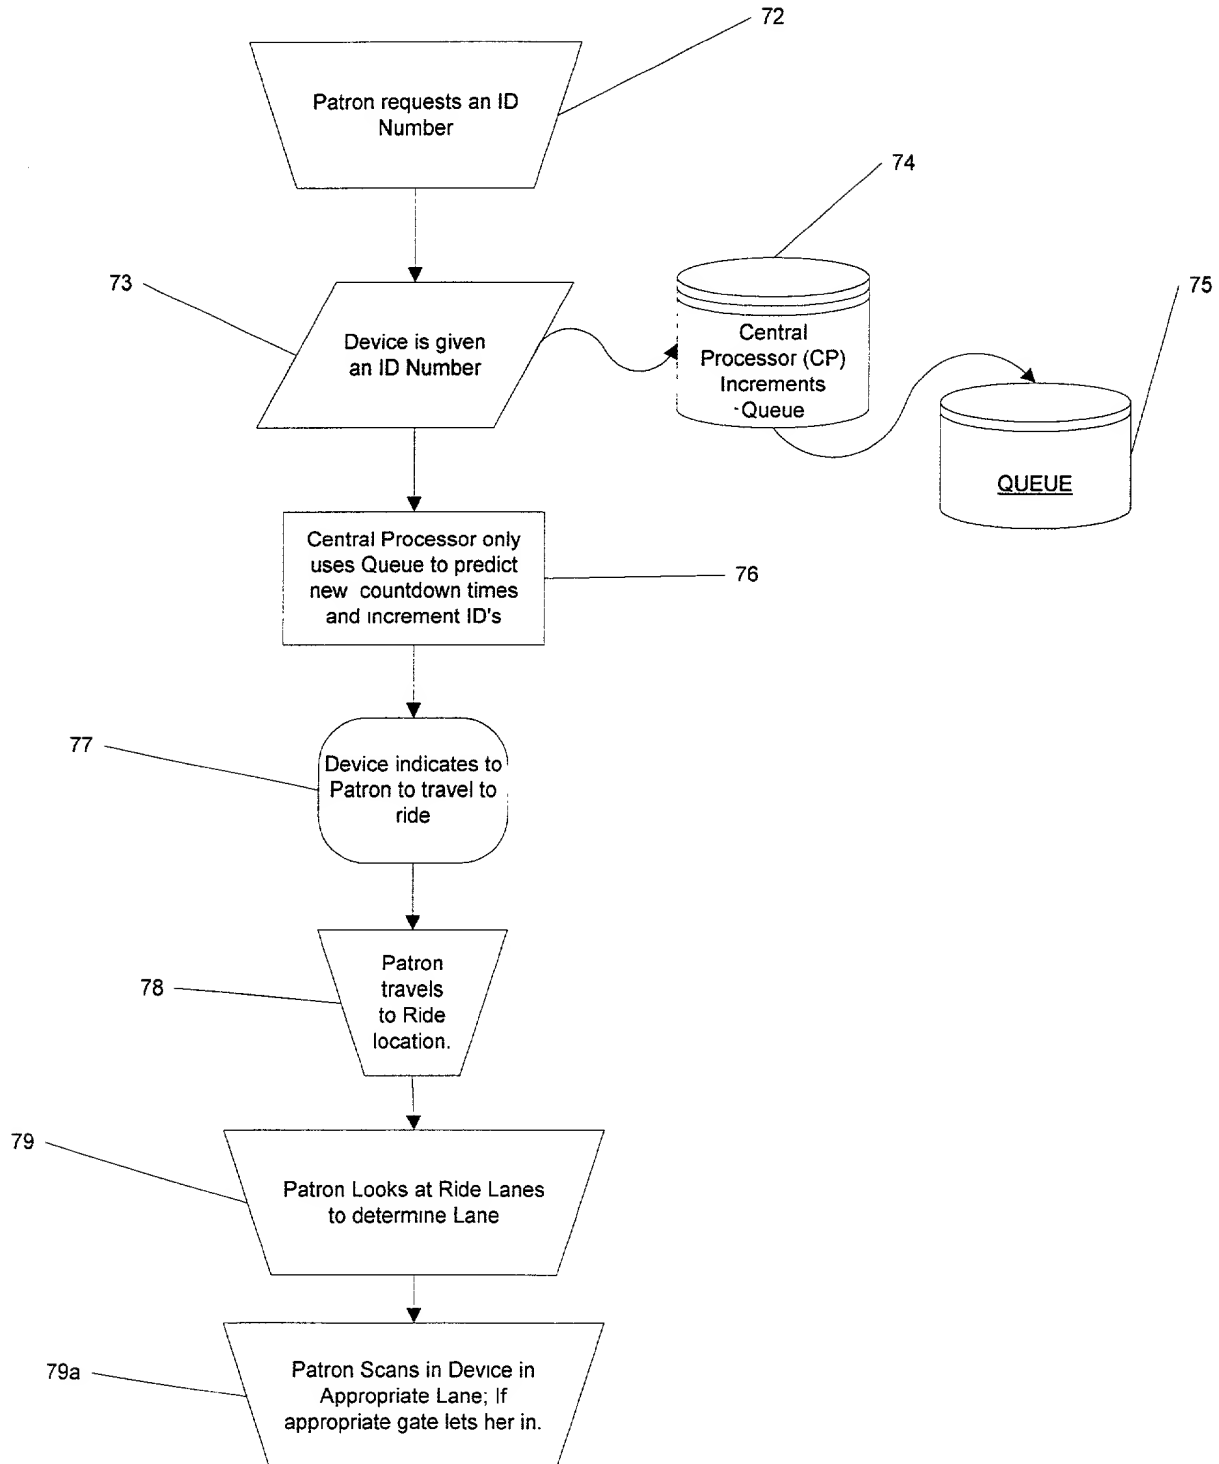 72
Patron requests an ID
Number
74
73
75
Device is given
an ID Number
Central
Processor (CP)
Increments
Queue
QUEUE
Central Processor only
uses Queue to predict
new countdown times
and increment ID's
76
77
Device indicates to
Patron to travel to
ride
78
Patron
travels
to Ride
location.
79
Patron Looks at Ride Lanes
to determine Lane
79a
Patron Scans in Device in
Appropriate Lane; If
appropriate gate lets her in.